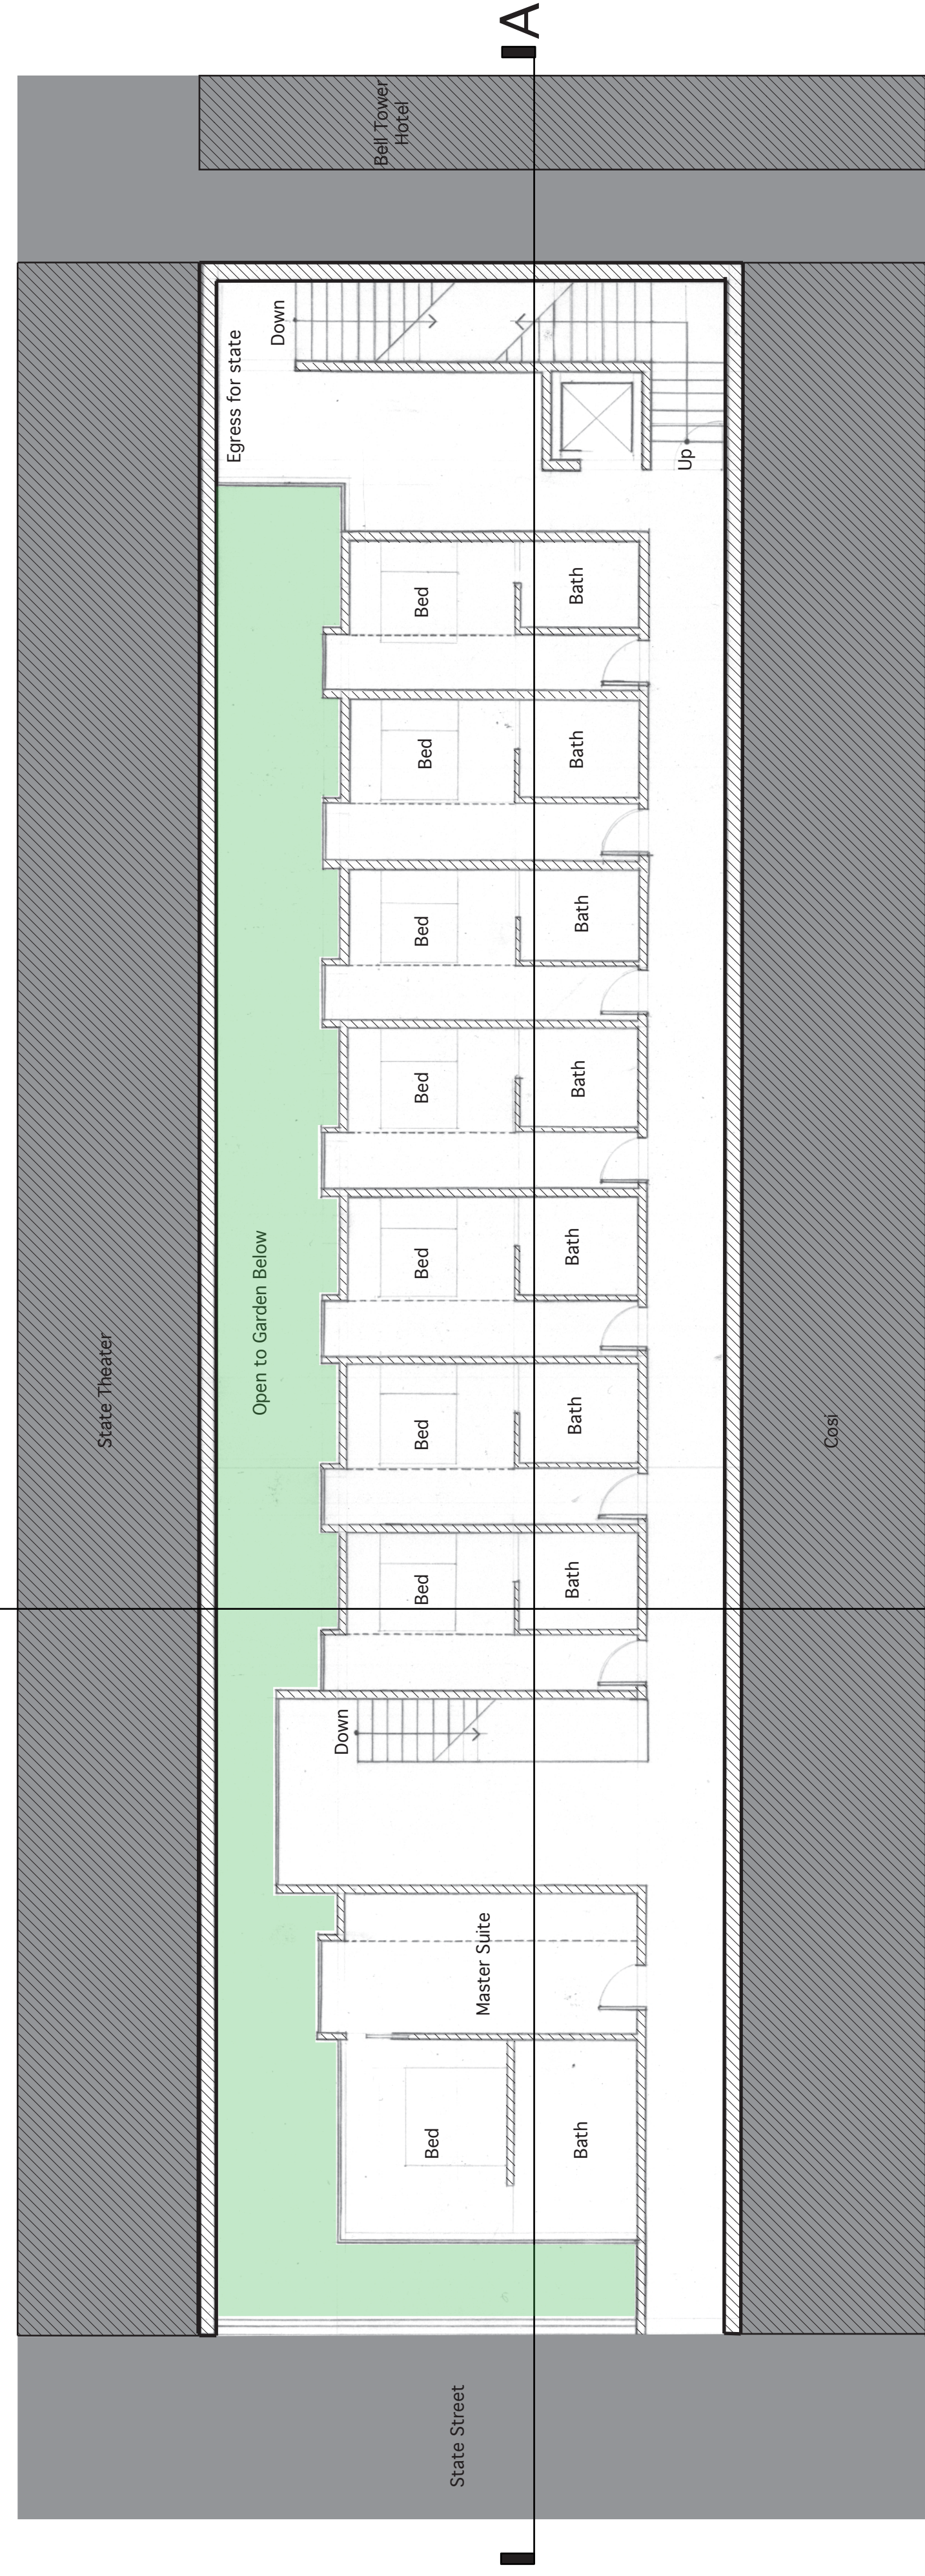 A
Bell Tower
Hotel
Egress for state
Down
Up
Bed
Bath
Bed
Bath
Bed
Bath
Bed
Bath
Bed
Bath
Bed
Bath
Bed
Bath
Open to Garden Below
State Theater
Cosi
Down
Master Suite
Bed
Bath
State Street